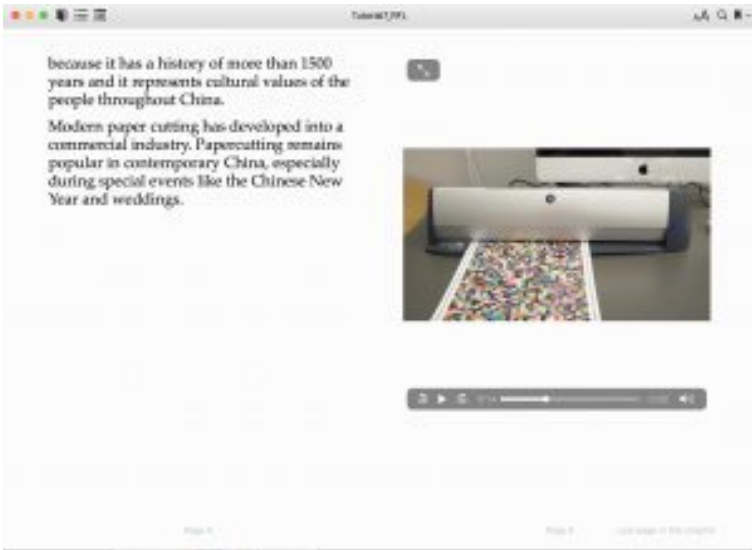 because it has a history of more than 1500
years and it represents cultural values of the
people throughout China.
Modern paper cutting has developed into a
commercial industry. Papercutting remains
popular in contemporary China, especially
during special events like the Chinese New
Year and weddings.